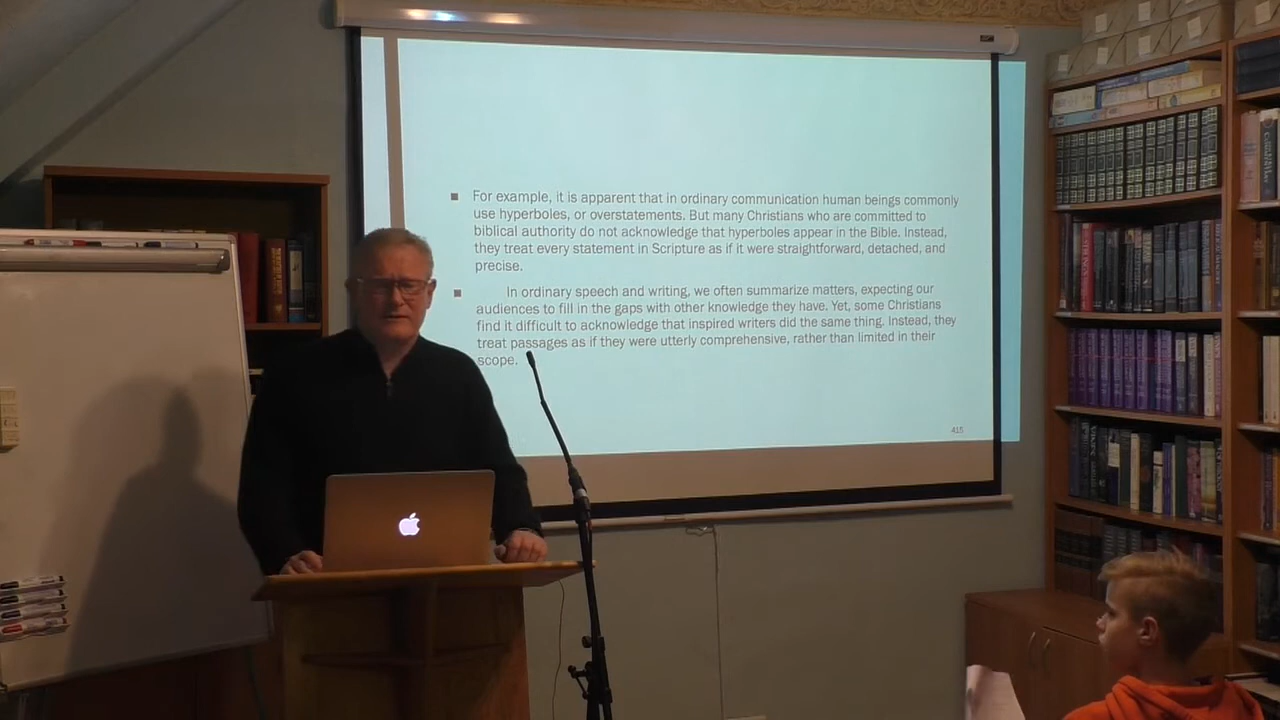 For example, it is apparent that in ordinary communication human beings commonly
use hyperboles, or overstatements. But many Christians who are committed to
biblical authority do not acknowledge that hyperboles appear in the Bible. Instead,
they treat every statement in Scripture as if it were straightforward, detached, and
precise.
In ordinary speech and writing, we often summarize matters, expecting our
audiences to fill in the gaps with other knowledge they have. Yet, some Christians
find it difficult to acknowledge that inspired writers did the same thing. Instead, they
treat passages as if they were utterly comprehensive, rather than limited in their
scope.
415